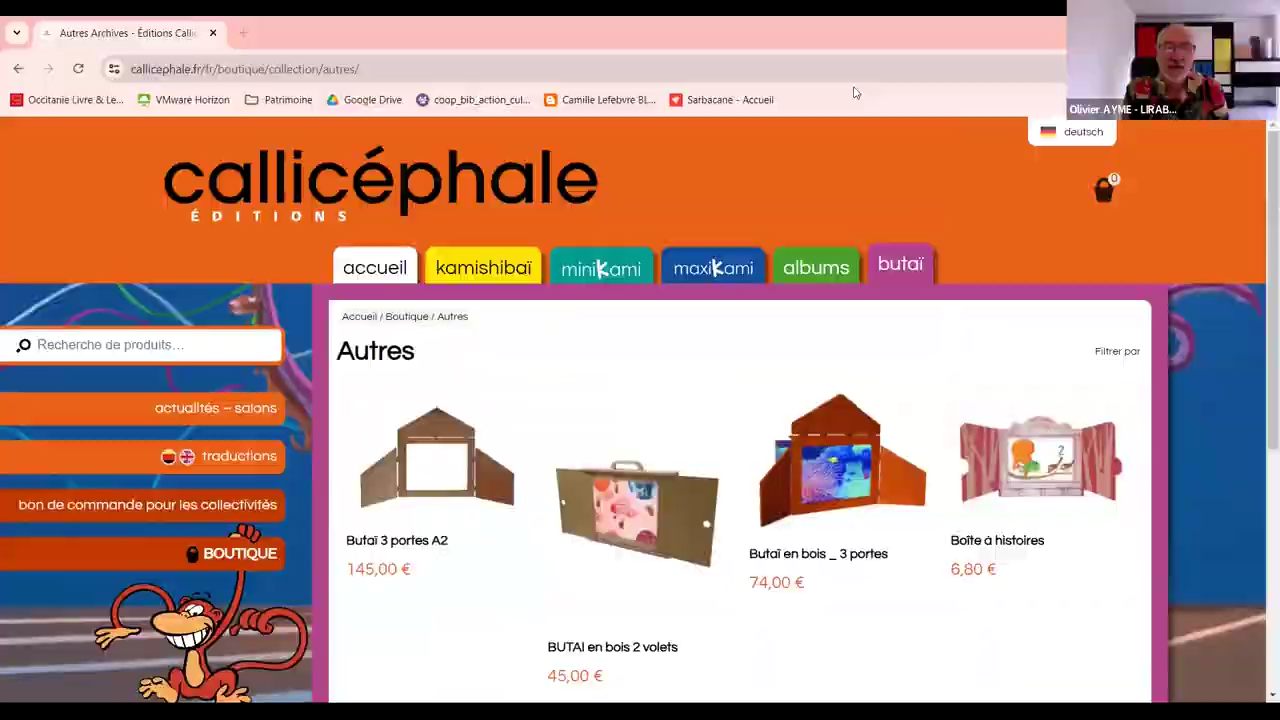 Autres Archives - Éditions Calli
callicephale.fr/fr/boutique/collection/autres/
Occitanie Livre & Le...
VMware Horizon
Patrimoine
Google Drive
coop_bib_action_cul...
Camille Lefebvre BL...
Sarbacane - Accueil
Olivier AYME - LIRAB...
deutsch
callicéphale
ÉDITIONS
0
accueil
kamishibaï
minikami
maxikami
albums
butaï
Accueil / Boutique / Autres
Recherche de produits…
Autres
Filtrer par
actualités – salons
traductions
bon de commande pour les collectivités
BOUTIQUE
Butaï 3 portes A2
145,00 €
BUTAI en bois 2 volets
45,00 €
Butaï en bois _ 3 portes
74,00 €
Boîte à histoires
6,80 €